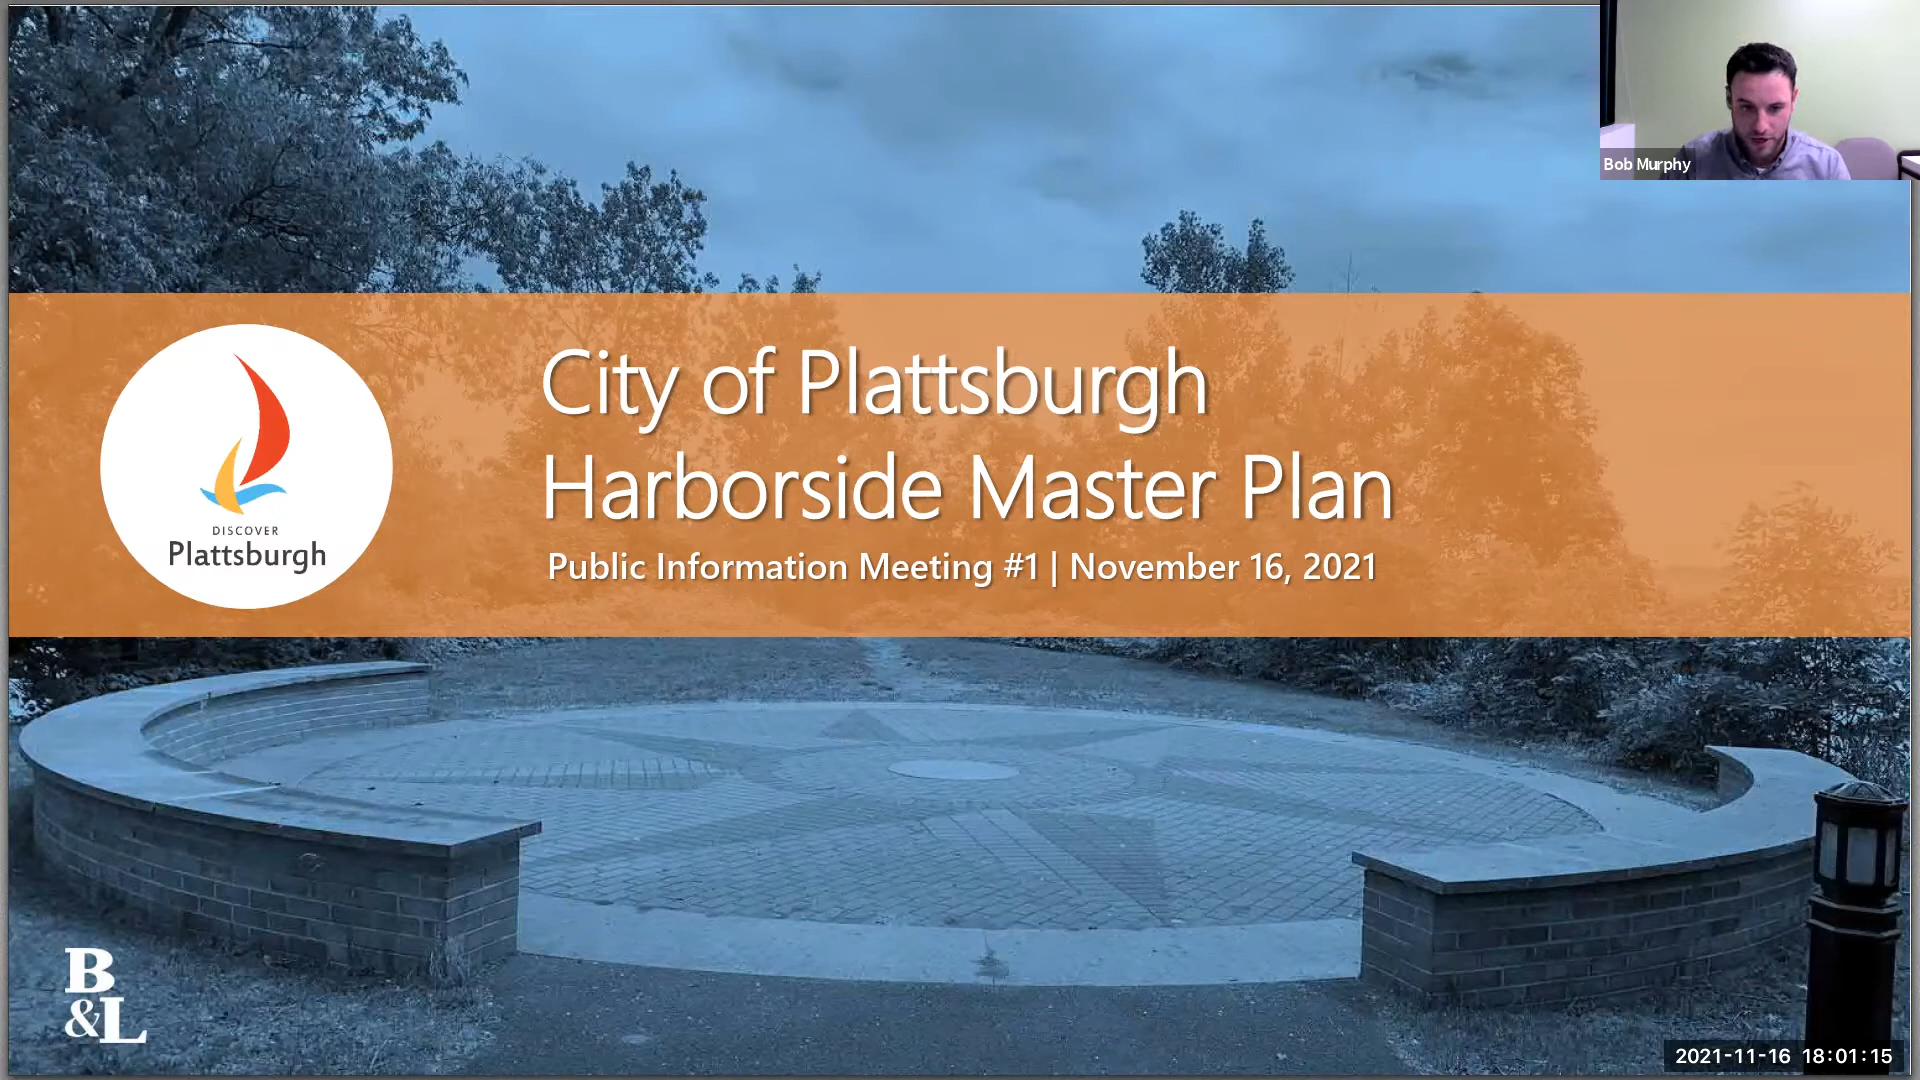 Bob Murphy
City of Plattsburgh
Harborside Master Plan
Public Information Meeting #1 | November 16, 2021
DISCOVER
Plattsburgh
B
&L
2021-11-16 18:01:15